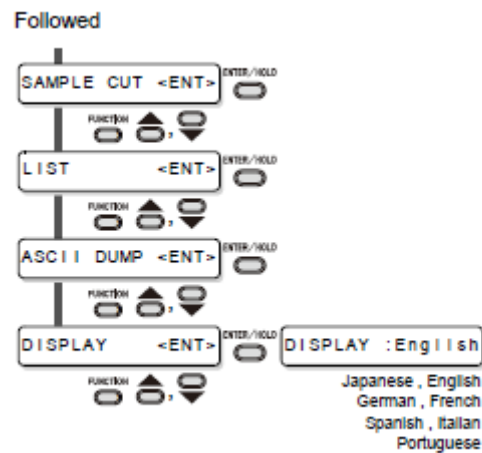 Followed
SAMPLE CUT <ENT> ENTER/HOLD
FUNCTION ,
LIST <ENT> ENTER/HOLD
FUNCTION ,
ASCII DUMP <ENT> ENTER/HOLD
FUNCTION ,
DISPLAY <ENT> ENTER/HOLD DISPLAY :English
FUNCTION ,
Japanese , English
German , French
Spanish , Italian
Portuguese